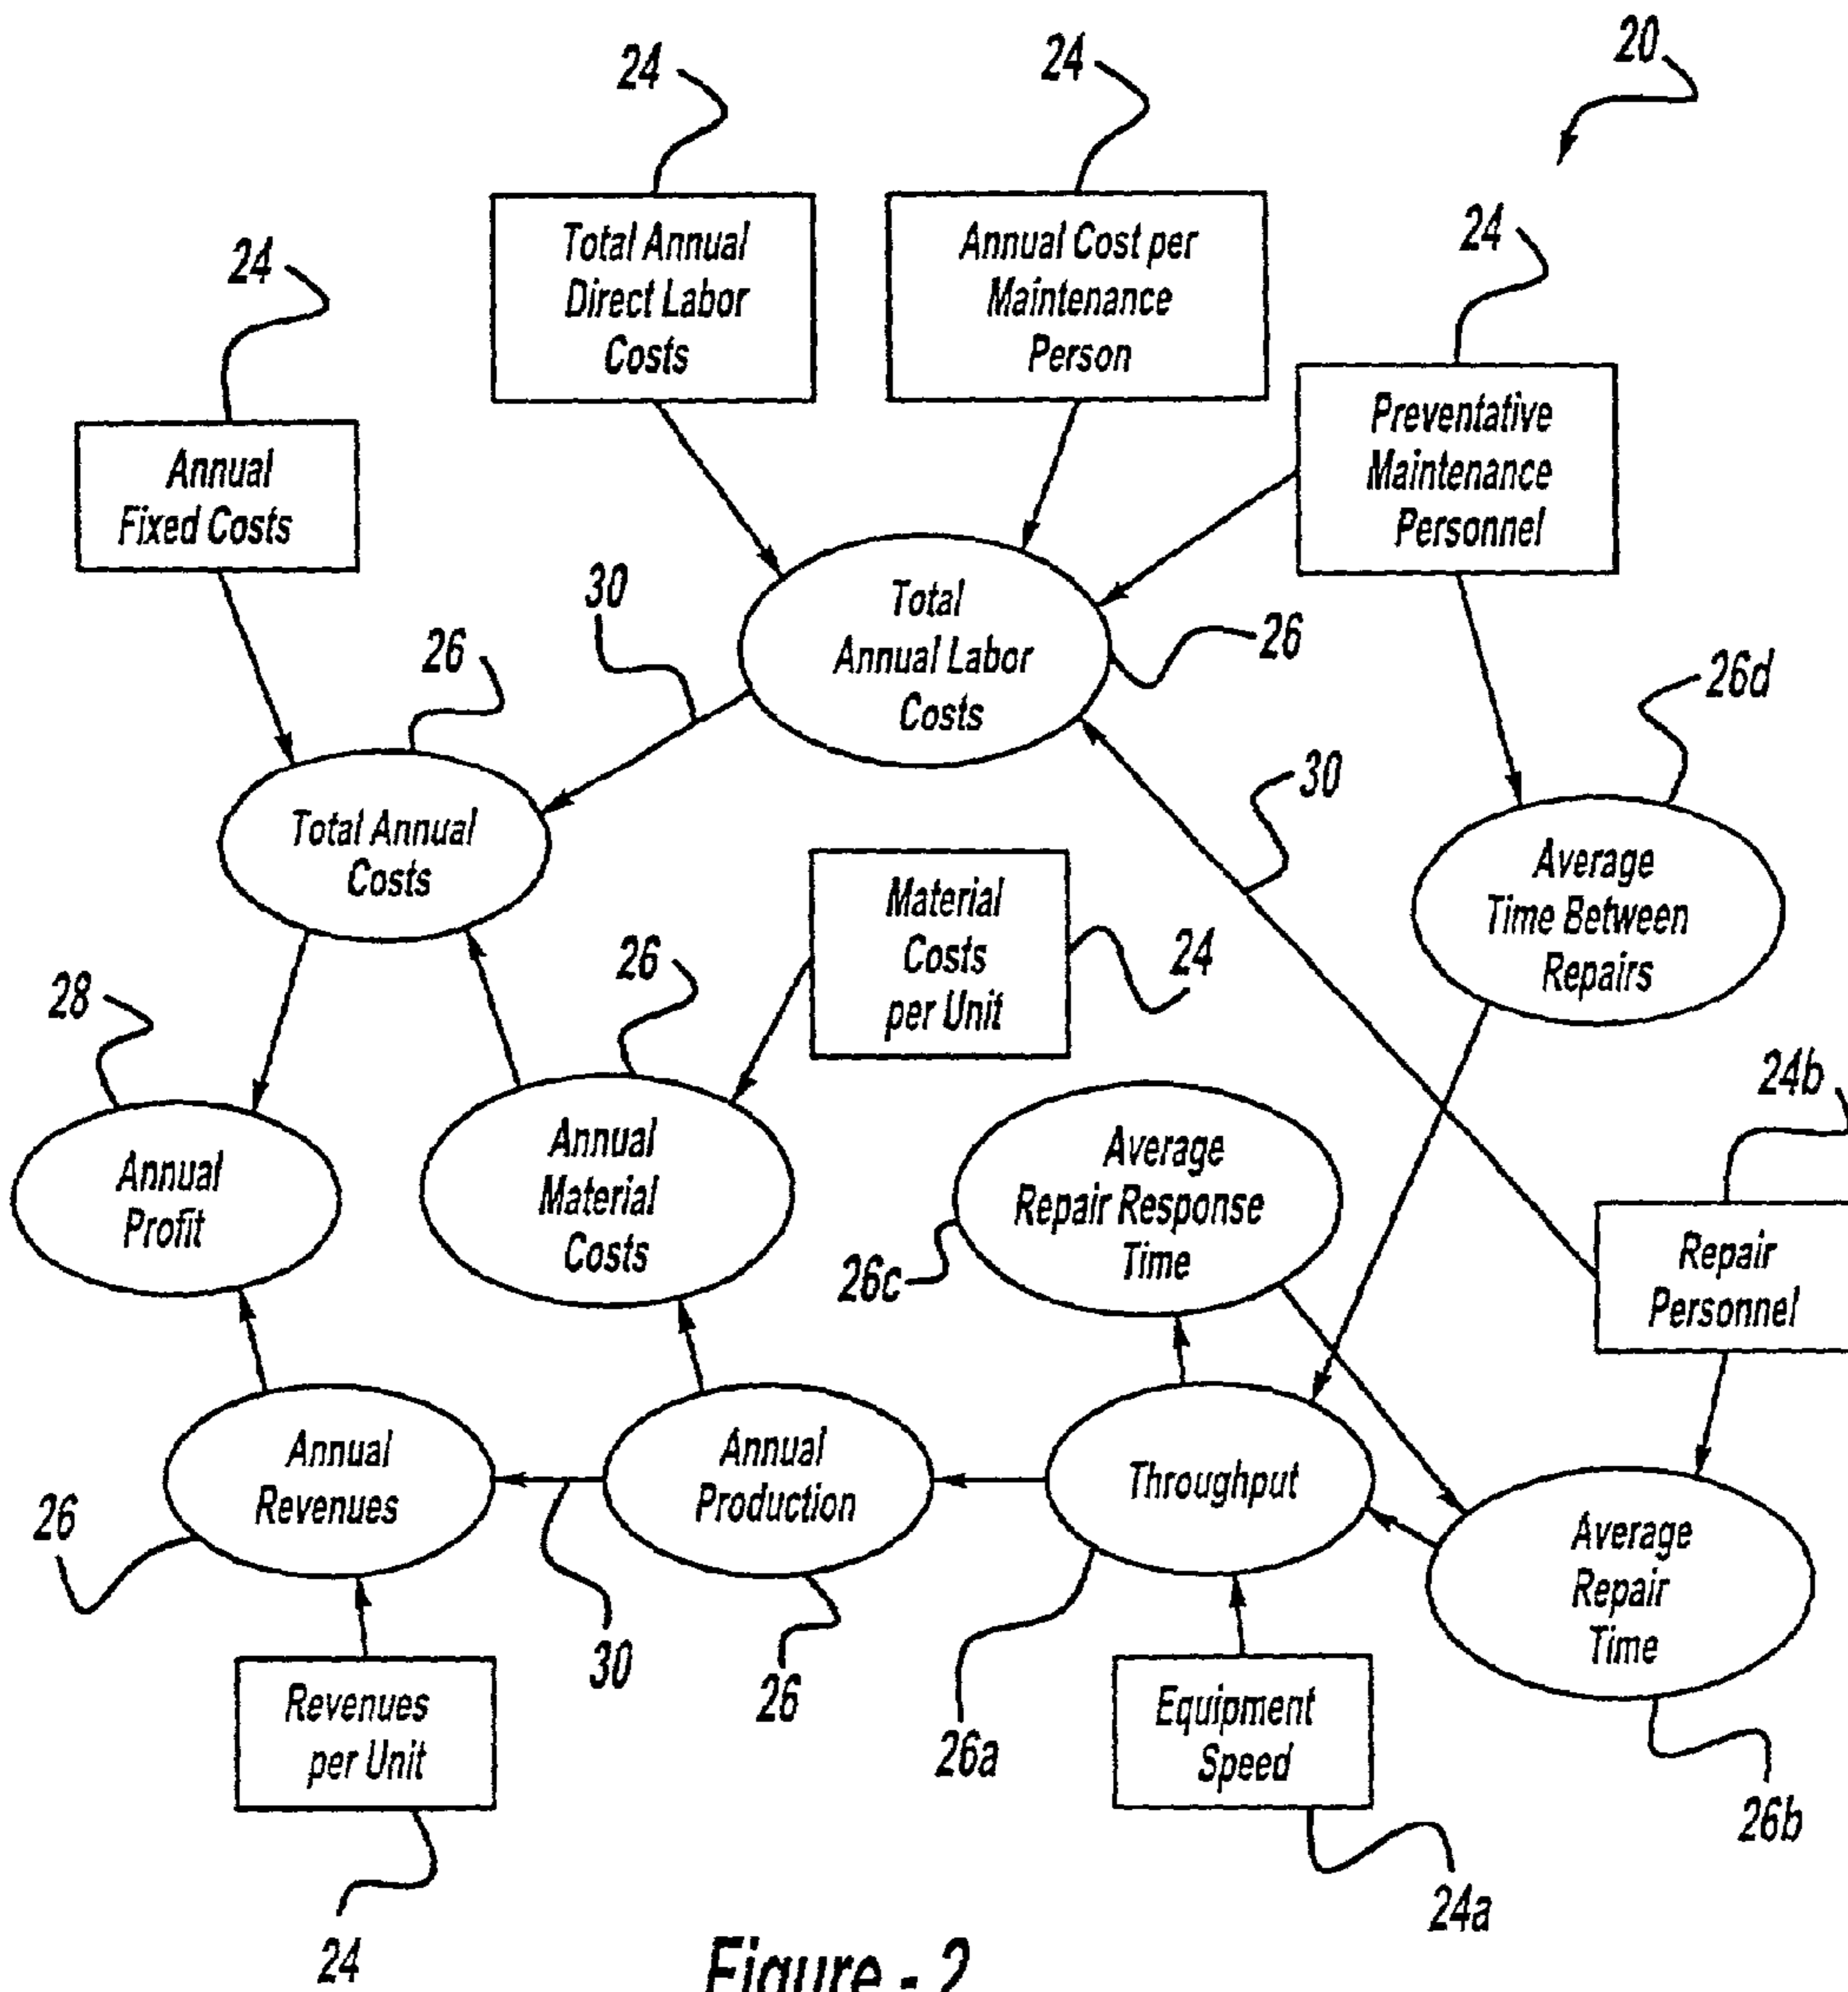 20
24
24
24
24
Total Annual
Direct Labor
Costs
Annual Cost per
Maintenance
Person
Preventative
Maintenance
Personnel
Annual
Fixed Costs
30
26
Total
Annual Labor
Costs
26
26d
30
Total Annual
Costs
Material
Costs
per Unit
24
Average
Time Between
Repairs
28
26
24b
Annual
Profit
Annual
Material
Costs
Average
Repair Response
Time
26c
Repair
Personnel
Annual
Revenues
Annual
Production
Throughput
Average
Repair
Time
26
30
26
26a
26b
Revenues
per Unit
Equipment
Speed
24
24a
Figure - 2